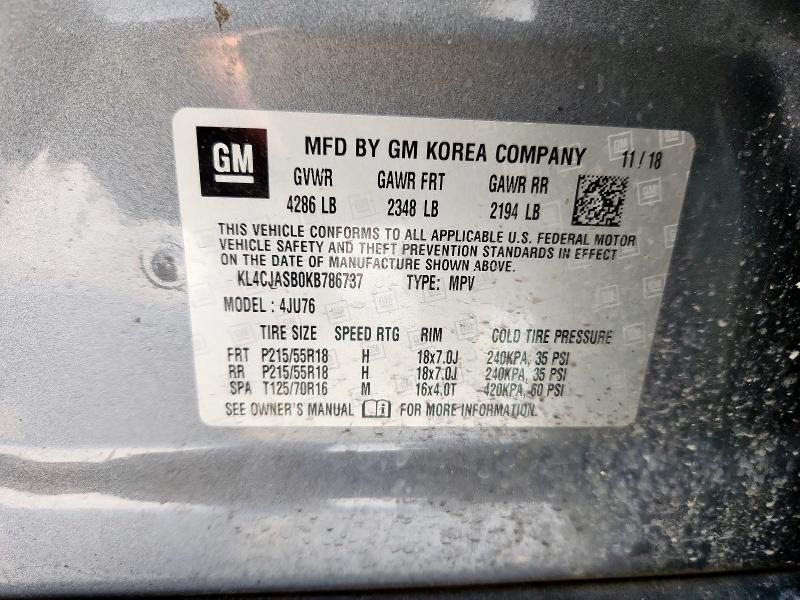 GM MFD BY GM KOREA COMPANY 11/18
GVWR GAWR FRT GAWR RR
4286 LB 2348 LB 2194 LB
THIS VEHICLE CONFORMS TO ALL APPLICABLE U.S. FEDERAL MOTOR
VEHICLE SAFETY AND THEFT PREVENTION STANDARDS IN EFFECT
ON THE DATE OF MANUFACTURE SHOWN ABOVE.
KL4CJASB0KB786737 TYPE: MPV
MODEL : 4JU76
TIRE SIZE SPEED RTG RIM COLD TIRE PRESSURE
FRT P215/55R18 H 18x7.0J 240KPA, 35 PSI
RR P215/55R18 H 18x7.0J 240KPA, 35 PSI
SPA T125/70R16 M 16x4.0T 420KPA, 60 PSI
SEE OWNER'S MANUAL i FOR MORE INFORMATION.